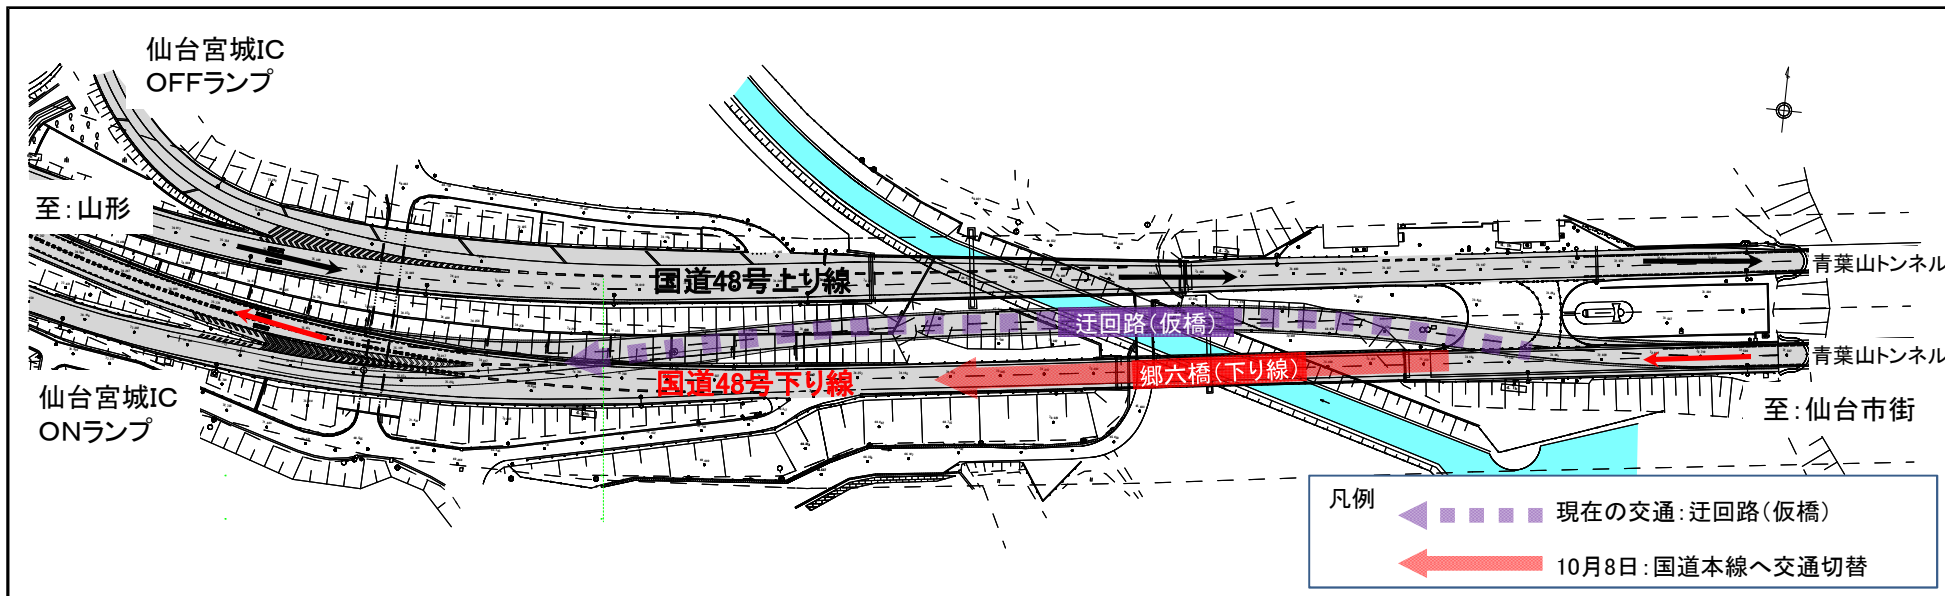 仙台宮城IC
OFFランプ
至：山形
国道48号上り線
青葉山トンネル
迂回路（仮橋）
青葉山トンネル
国道48号下り線
郷六橋（下り線）
仙台宮城IC
ONランプ
至：仙台市街
凡例
現在の交通：迂回路（仮橋）
10月8日：国道本線へ交通切替